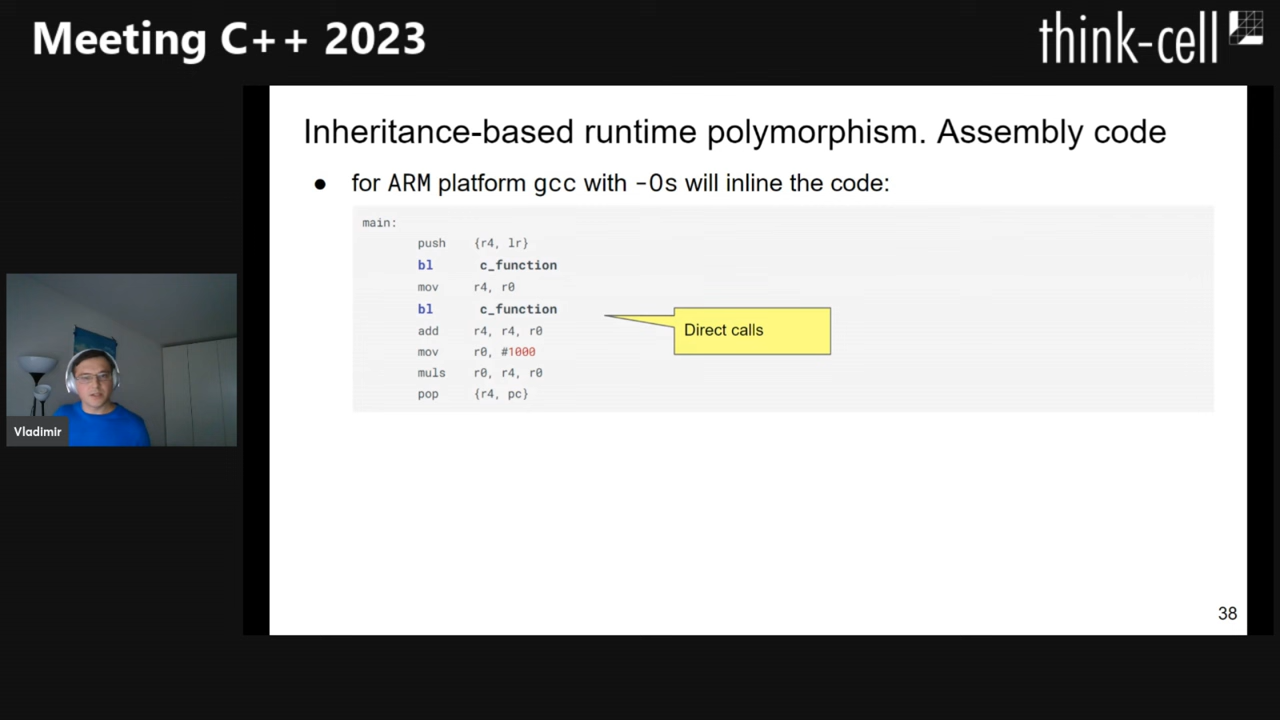 Meeting C++ 2023
think-cell
Inheritance-based runtime polymorphism. Assembly code
● for ARM platform gcc with -Os will inline the code:
main:
push {r4, lr}
bl c_function
mov r4, r0
bl c_function
add r4, r4, r0
mov r0, #1000
muls r0, r4, r0
pop {r4, pc}
Direct calls
Vladimir
38